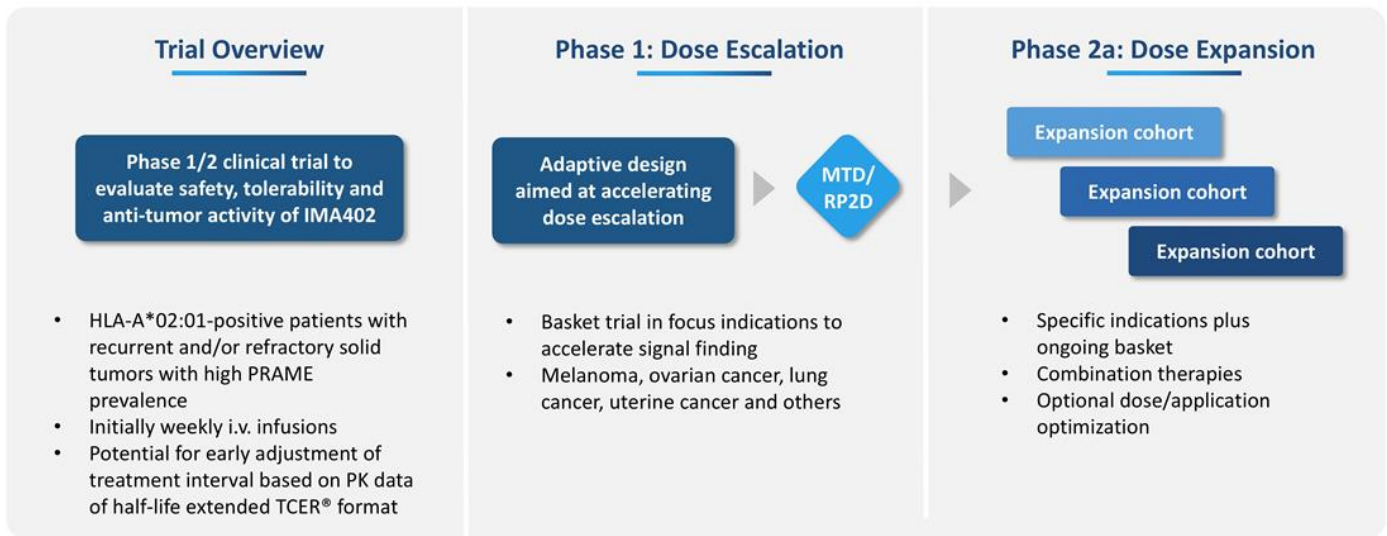 Trial Overview
Phase 1/2 clinical trial to
evaluate safety, tolerability and
anti-tumor activity of IMA402
• HLA-A*02:01-positive patients with
recurrent and/or refractory solid
tumors with high PRAME
prevalence
• Initially weekly i.v. infusions
• Potential for early adjustment of
treatment interval based on PK data
of half-life extended TCER® format
Phase 1: Dose Escalation
Adaptive design
aimed at accelerating
dose escalation
MTD/
RP2D
• Basket trial in focus indications to
accelerate signal finding
• Melanoma, ovarian cancer, lung
cancer, uterine cancer and others
Phase 2a: Dose Expansion
Expansion cohort
Expansion cohort
Expansion cohort
• Specific indications plus
ongoing basket
• Combination therapies
• Optional dose/application
optimization